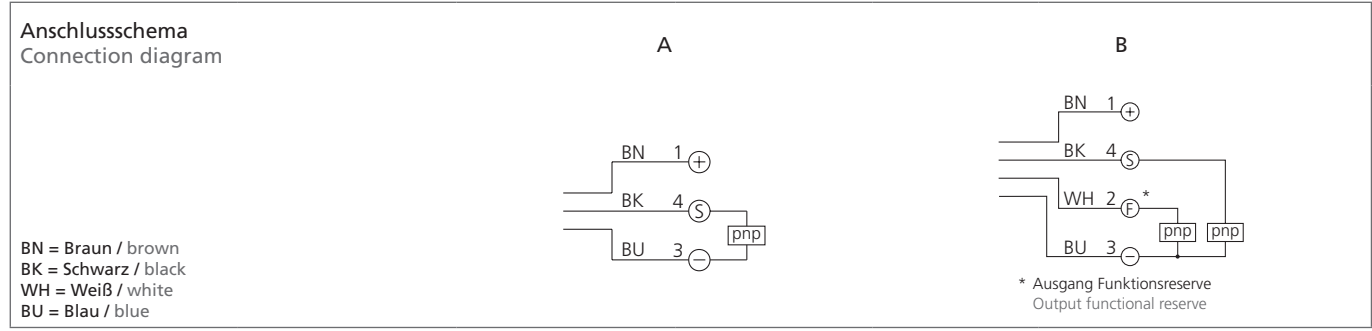 Anschlussschema
Connection diagram
A
B
BN 1 +
BK 4 S
pnp
BU 3 −
BN 1 +
BK 4 S
WH 2 F *
pnp pnp
BU 3 −
BN = Braun / brown
BK = Schwarz / black
WH = Weiß / white
BU = Blau / blue
* Ausgang Funktionsreserve
Output functional reserve